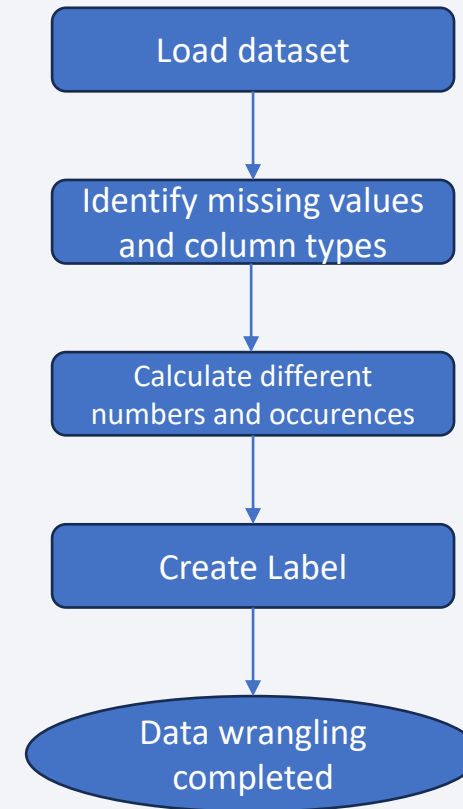 Load dataset
Identify missing values
and column types
Calculate different
numbers and occurences
Create Label
Data wrangling
completed